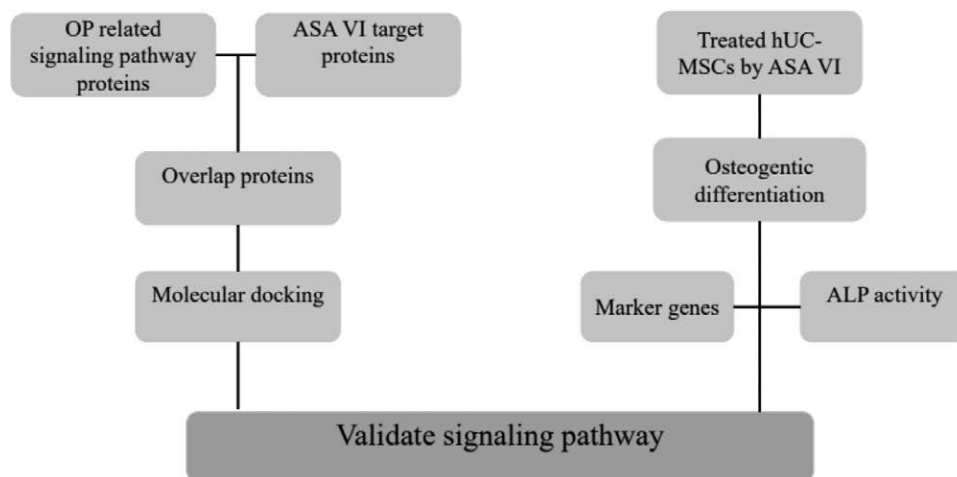 OP related
signaling pathway
proteins
ASA VI target
proteins
Treated hUC-
MSCs by ASA VI
Overlap proteins
Osteogentic
differentiation
Molecular docking
Marker genes
ALP activity
Validate signaling pathway